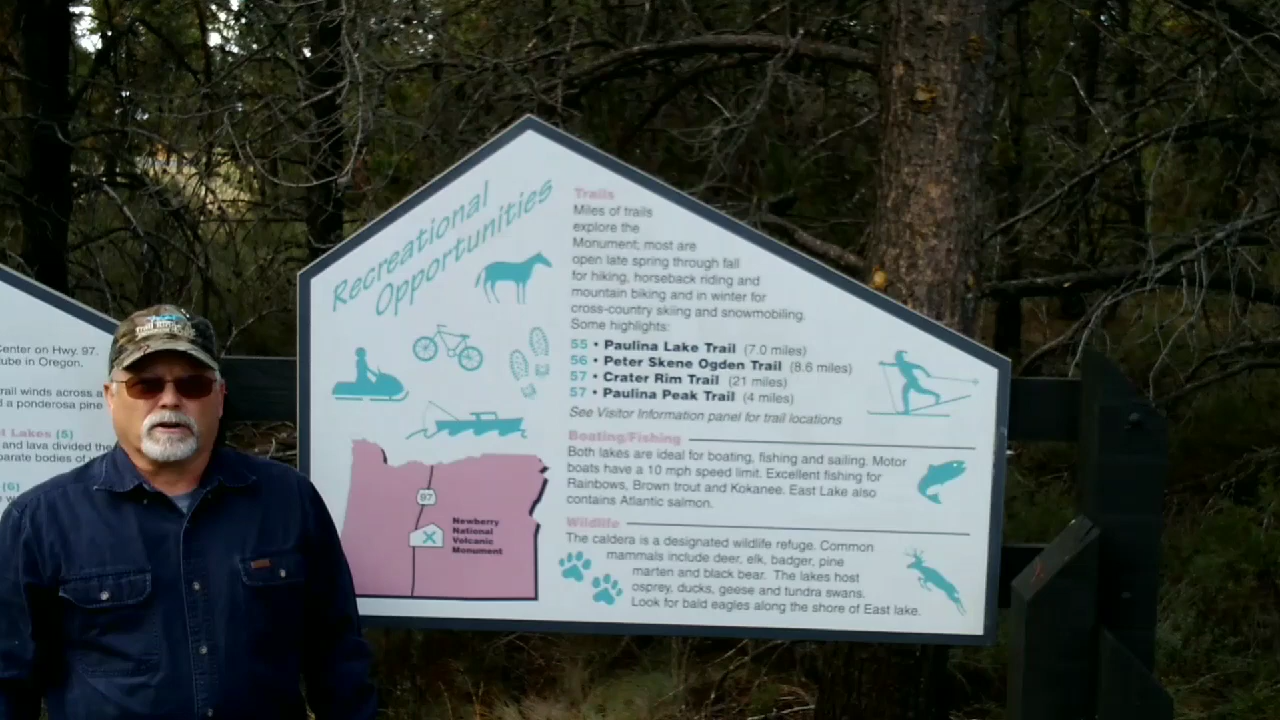 Center on Hwy. 97.
ube in Oregon.
rail winds across a
d a ponderosa pine
t Lakes (5)
and lava divided the
parate bodies of w
(6)
Recreational
Opportunities
Trails
Miles of trails
explore the
Monument; most are
open late spring through fall
for hiking, horseback riding and
mountain biking and in winter for
cross-country skiing and snowmobiling.
Some highlights:
55 • Paulina Lake Trail (7.0 miles)
56 • Peter Skene Ogden Trail (8.6 miles)
57 • Crater Rim Trail (21 miles)
57 • Paulina Peak Trail (4 miles)
See Visitor Information panel for trail locations
Boating/Fishing
Both lakes are ideal for boating, fishing and sailing. Motor
boats have a 10 mph speed limit. Excellent fishing for
Rainbows, Brown trout and Kokanee. East Lake also
contains Atlantic salmon.
97
Newberry
National
Volcanic
Monument
Wildlife
The caldera is a designated wildlife refuge. Common
mammals include deer, elk, badger, pine
marten and black bear. The lakes host
osprey, ducks, geese and tundra swans.
Look for bald eagles along the shore of East lake.